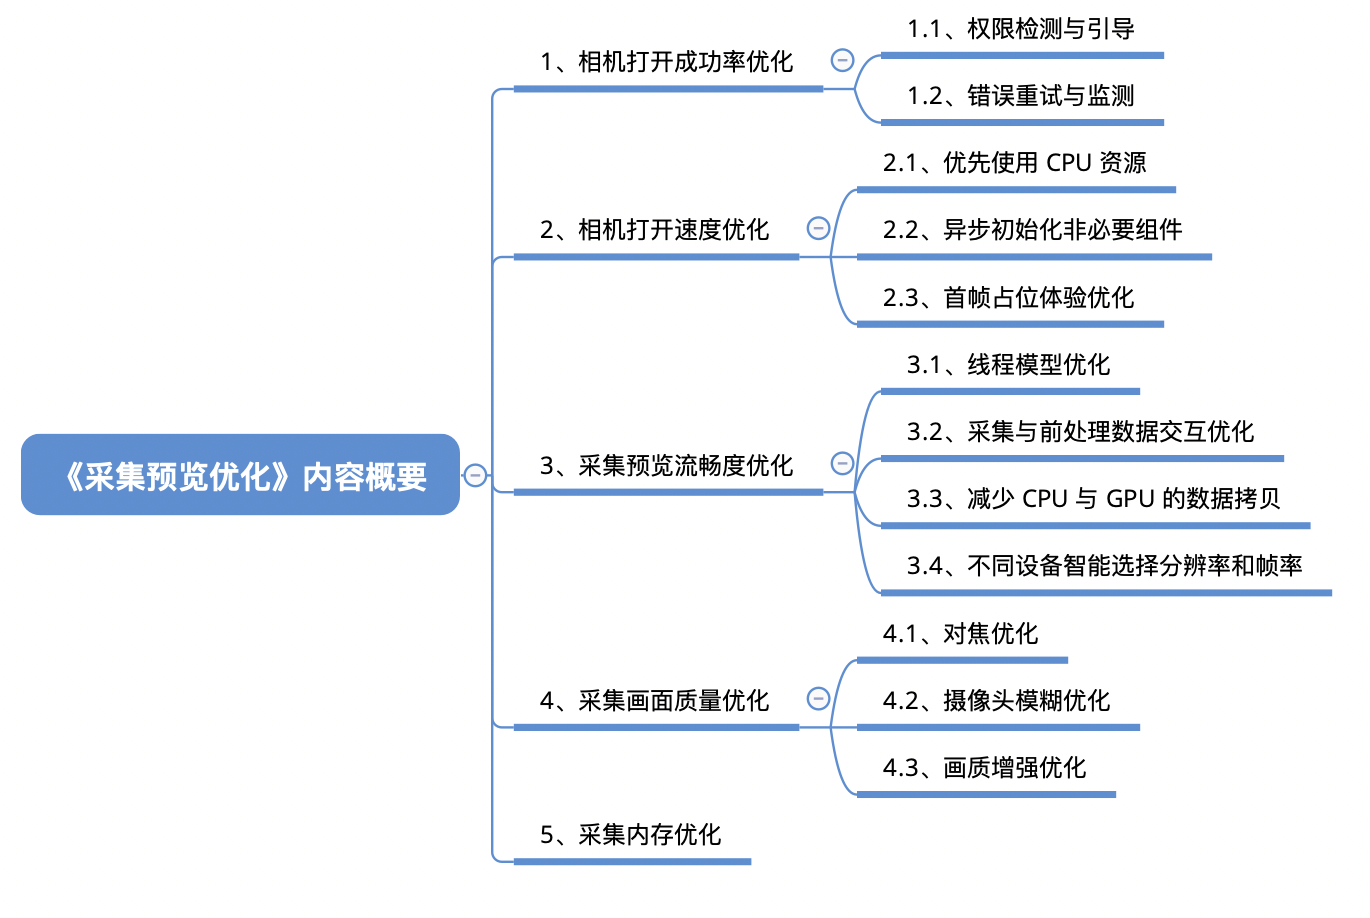 《采集预览优化》内容概要
1、相机打开成功率优化
1.1、权限检测与引导
1.2、错误重试与监测
2、相机打开速度优化
2.1、优先使用 CPU 资源
2.2、异步初始化非必要组件
2.3、首帧占位体验优化
3、采集预览流畅度优化
3.1、线程模型优化
3.2、采集与前处理数据交互优化
3.3、减少 CPU 与 GPU 的数据拷贝
3.4、不同设备智能选择分辨率和帧率
4、采集画面质量优化
4.1、对焦优化
4.2、摄像头模糊优化
4.3、画质增强优化
5、采集内存优化